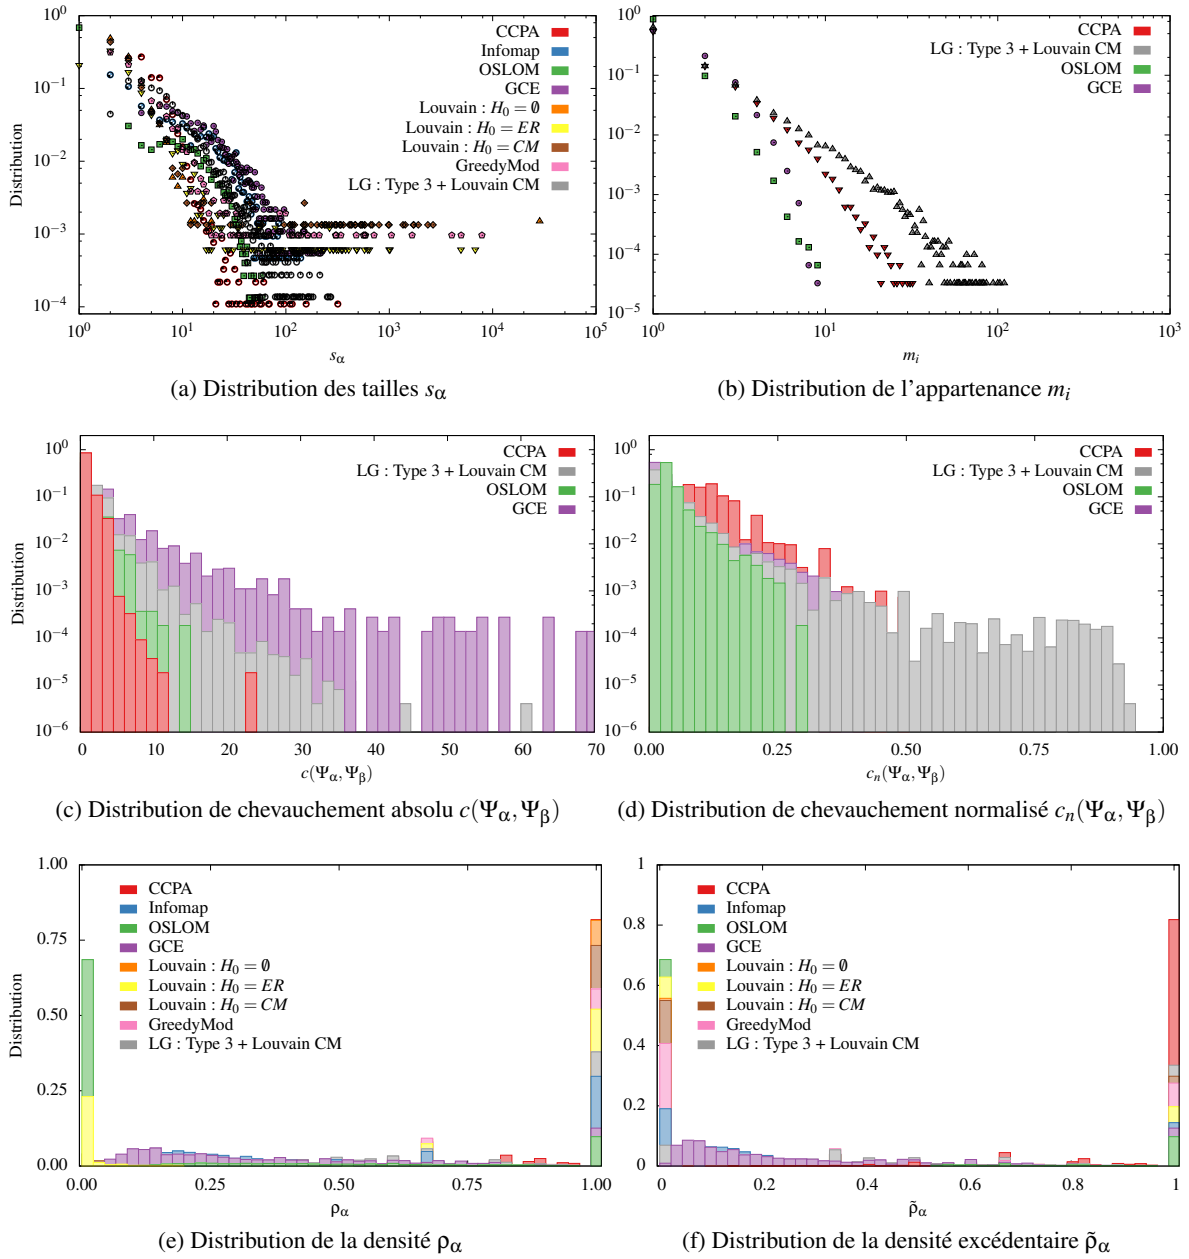 10^0
10^-1
10^-2
10^-3
10^-4
Distribution
CCPA
Infomap
OSLOM
GCE
Louvain : H_0 = ∅
Louvain : H_0 = ER
Louvain : H_0 = CM
GreedyMod
LG : Type 3 + Louvain CM
10^0 10^1 10^2 10^3 10^4 10^5
s_α
(a) Distribution des tailles s_α
10^0
10^-1
10^-2
10^-3
10^-4
10^-5
CCPA
LG : Type 3 + Louvain CM
OSLOM
GCE
10^0 10^1 10^2 10^3
m_i
(b) Distribution de l'appartenance m_i
10^0
10^-1
10^-2
10^-3
10^-4
10^-5
10^-6
Distribution
CCPA
LG : Type 3 + Louvain CM
OSLOM
GCE
0 10 20 30 40 50 60 70
c(Ψ_α, Ψ_β)
(c) Distribution de chevauchement absolu c(Ψ_α, Ψ_β)
10^0
10^-1
10^-2
10^-3
10^-4
10^-5
10^-6
CCPA
LG : Type 3 + Louvain CM
OSLOM
GCE
0.00 0.25 0.50 0.75 1.00
c_n(Ψ_α, Ψ_β)
(d) Distribution de chevauchement normalisé c_n(Ψ_α, Ψ_β)
1.00
0.75
0.50
0.25
0.00
Distribution
CCPA
Infomap
OSLOM
GCE
Louvain : H_0 = ∅
Louvain : H_0 = ER
Louvain : H_0 = CM
GreedyMod
LG : Type 3 + Louvain CM
0.00 0.25 0.50 0.75 1.00
ρ_α
(e) Distribution de la densité ρ_α
1
0.8
0.6
0.4
0.2
0
CCPA
Infomap
OSLOM
GCE
Louvain : H_0 = ∅
Louvain : H_0 = ER
Louvain : H_0 = CM
GreedyMod
LG : Type 3 + Louvain CM
0 0.2 0.4 0.6 0.8 1
ρ̃_α
(f) Distribution de la densité excédentaire ρ̃_α